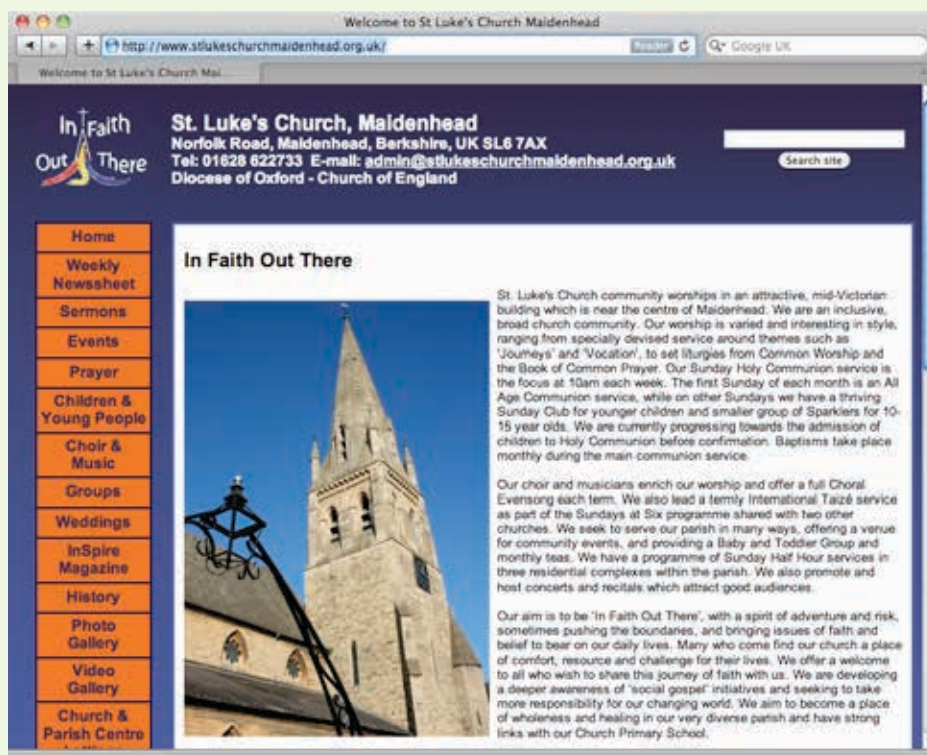 Welcome to St Luke's Church Maidenhead
http://www.stlukeschurchmaidenhead.org.uk/
Reader
Google UK
Welcome to St Luke's Church Mai...
In Faith
Out There
St. Luke's Church, Maidenhead
Norfolk Road, Maidenhead, Berkshire, UK SL6 7AX
Tel: 01628 622733 E-mail: admin@stlukeschurchmaidenhead.org.uk
Diocese of Oxford - Church of England
Search site
Home
Weekly
Newssheet
Sermons
Events
Prayer
Children &
Young People
Choir &
Music
Groups
Weddings
InSpire
Magazine
History
Photo
Gallery
Video
Gallery
Church &
Parish Centre
In Faith Out There
St. Luke's Church community worships in an attractive, mid-Victorian
building which is near the centre of Maidenhead. We are an inclusive,
broad church community. Our worship is varied and interesting in style,
ranging from specially devised service around themes such as
'Journeys' and 'Vocation', to set liturgies from Common Worship and
the Book of Common Prayer. Our Sunday Holy Communion service is
the focus at 10am each week. The first Sunday of each month is an All
Age Communion service, while on other Sundays we have a thriving
Sunday Club for younger children and smaller group of Sparklers for 10-
15 year olds. We are currently progressing towards the admission of
children to Holy Communion before confirmation. Baptisms take place
monthly during the main communion service.
Our choir and musicians enrich our worship and offer a full Choral
Evensong each term. We also lead a termly International Taizé service
as part of the Sundays at Six programme shared with two other
churches. We seek to serve our parish in many ways, offering a venue
for community events, and providing a Baby and Toddler Group and
monthly teas. We have a programme of Sunday Half Hour services in
three residential complexes within the parish. We also promote and
host concerts and recitals which attract good audiences.
Our aim is to be 'In Faith Out There', with a spirit of adventure and risk,
sometimes pushing the boundaries, and bringing issues of faith and
belief to bear on our daily lives. Many who come find our church a place
of comfort, resource and challenge for their lives. We offer a welcome
to all who wish to share this journey of faith with us. We are developing
a deeper awareness of 'social gospel' initiatives and seeking to take
more responsibility for our changing world. We aim to become a place
of wholeness and healing in our very diverse parish and have strong
links with our Church Primary School.